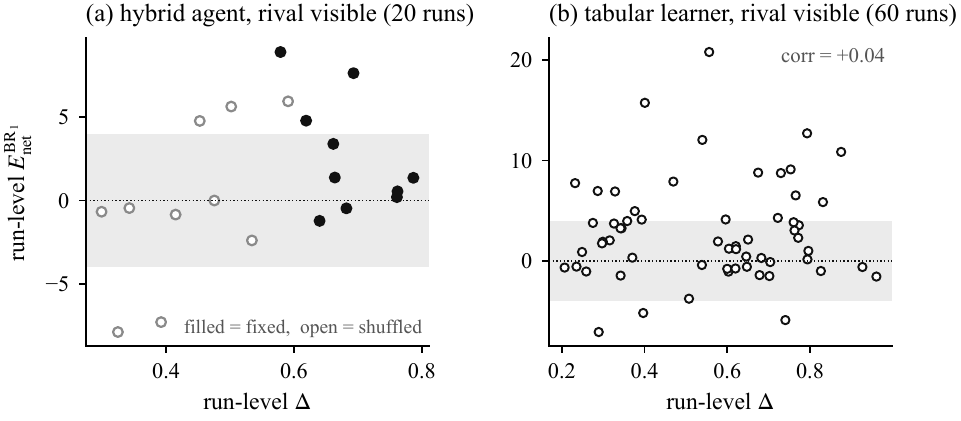 (a) hybrid agent, rival visible (20 runs)
run-level E_net^BR₁
5
0
−5
filled = fixed, open = shuffled
0.4 0.6 0.8
run-level Δ
(b) tabular learner, rival visible (60 runs)
corr = +0.04
20
10
0
0.2 0.4 0.6 0.8
run-level Δ